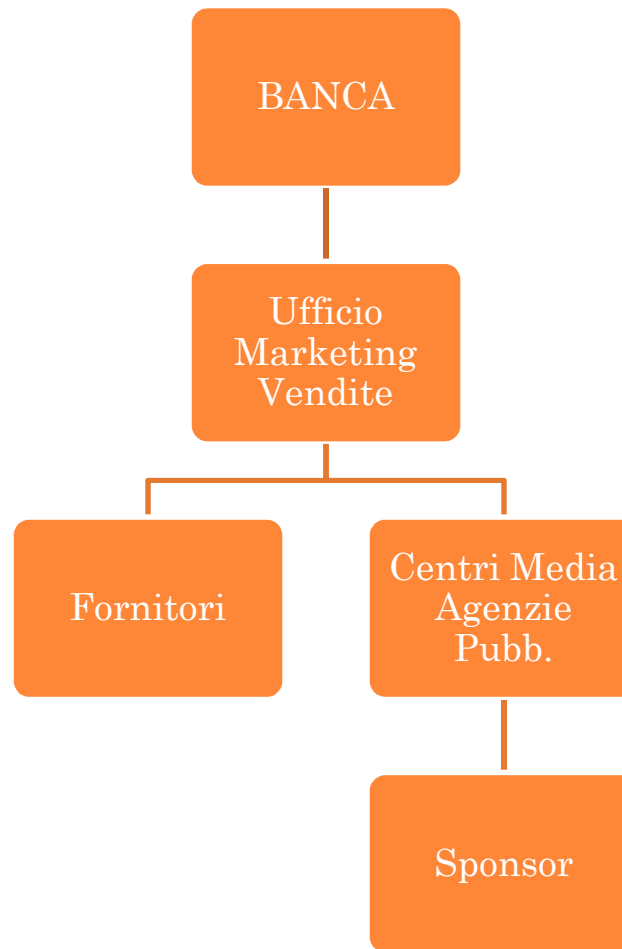 BANCA
Ufficio
Marketing
Vendite
Fornitori
Centri Media
Agenzie
Pubb.
Sponsor